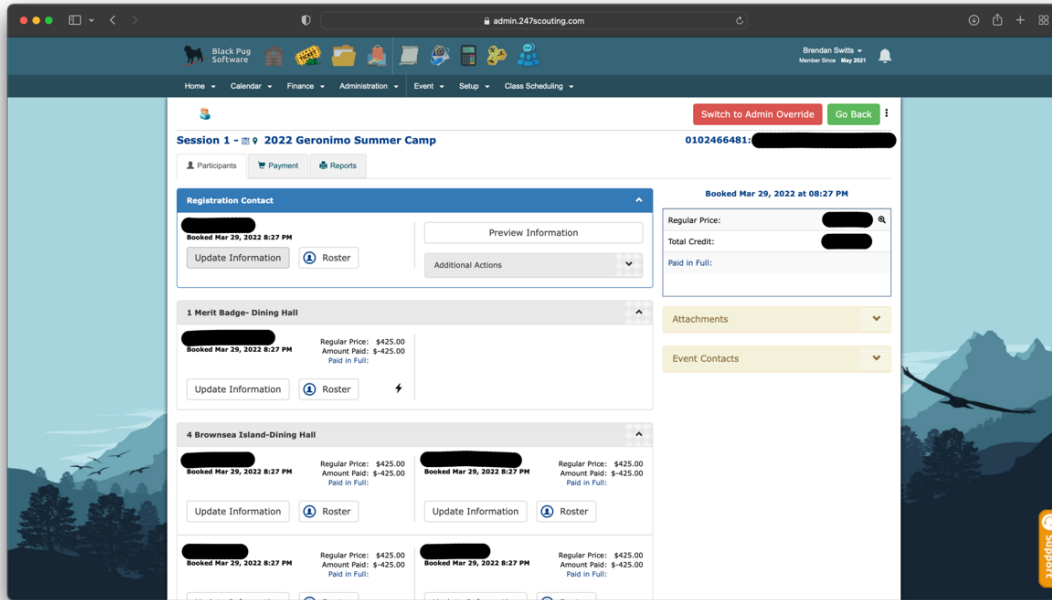 admin.247scouting.com
Black Pug
Software
TICKET
Brendan Switts
Member Since May 2021
Home Calendar Finance Administration Event Setup Class Scheduling
Switch to Admin Override Go Back
Session 1 - 2022 Geronimo Summer Camp
0102466481:
Participants Payment Reports
Registration Contact
Booked Mar 29, 2022 8:27 PM
Update Information Roster
Preview Information
Additional Actions
Booked Mar 29, 2022 at 08:27 PM
Regular Price:
Total Credit:
Paid in Full:
Attachments
Event Contacts
1 Merit Badge- Dining Hall
Booked Mar 29, 2022 8:27 PM
Regular Price: $425.00
Amount Paid: $-425.00
Paid in Full:
Update Information Roster
4 Brownsea Island-Dining Hall
Booked Mar 29, 2022 8:27 PM
Regular Price: $425.00
Amount Paid: $-425.00
Paid in Full:
Update Information Roster
Booked Mar 29, 2022 8:27 PM
Regular Price: $425.00
Amount Paid: $-425.00
Paid in Full:
Update Information Roster
Booked Mar 29, 2022 8:27 PM
Regular Price: $425.00
Amount Paid: $-425.00
Paid in Full:
Booked Mar 29, 2022 8:27 PM
Regular Price: $425.00
Amount Paid: $-425.00
Paid in Full:
Support